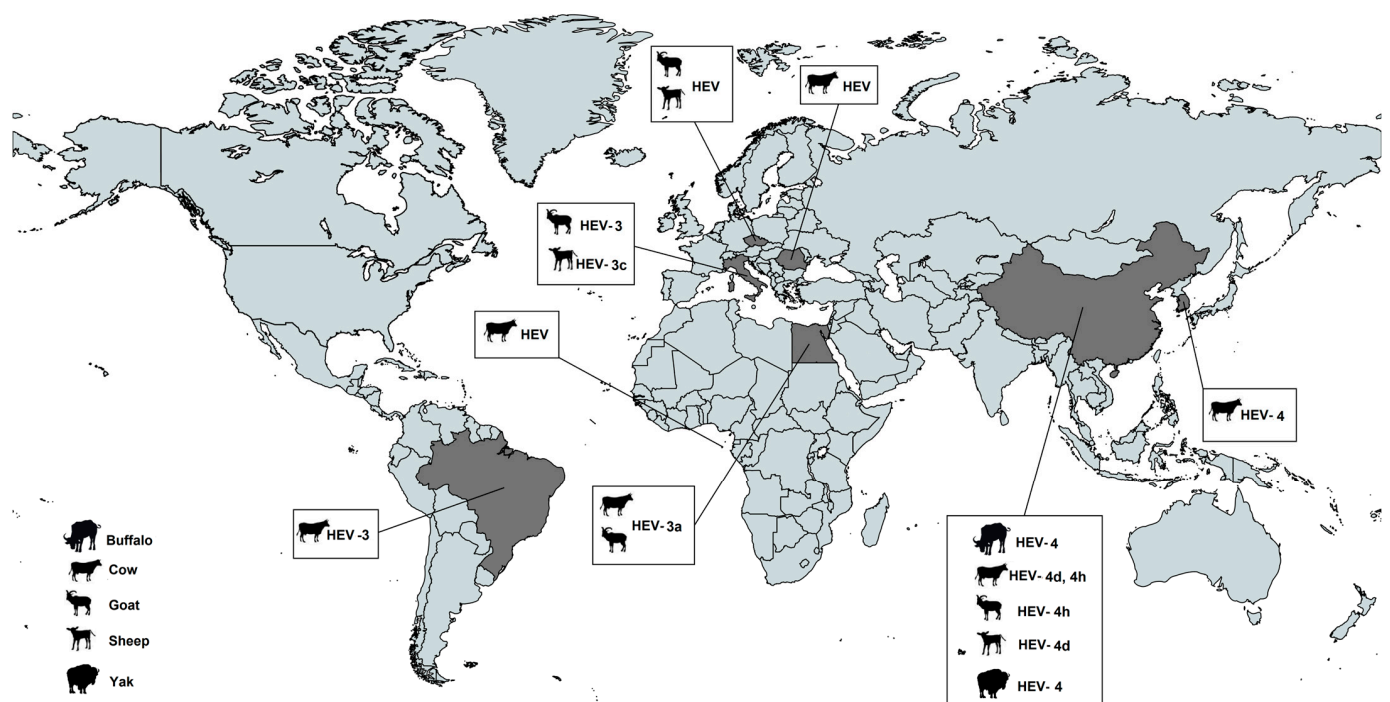 HEV
HEV
HEV- 3
HEV- 3c
HEV
HEV- 4
HEV -3
HEV- 3a
HEV- 4
HEV- 4d, 4h
HEV- 4h
HEV- 4d
HEV- 4
Buffalo
Cow
Goat
Sheep
Yak